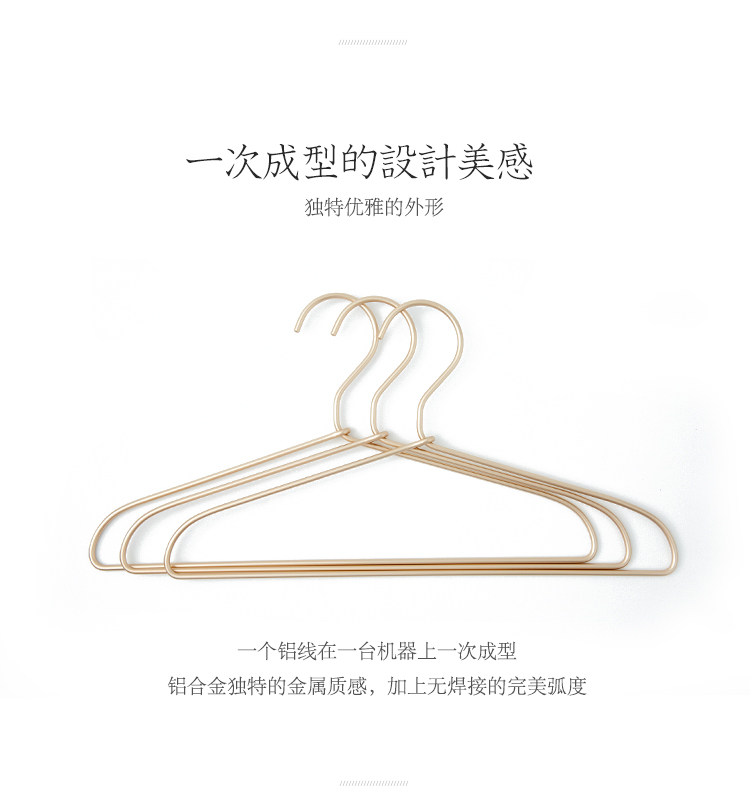 一次成型的設計美感
独特优雅的外形
一个铝线在一台机器上一次成型
铝合金独特的金属质感，加上无焊接的完美弧度